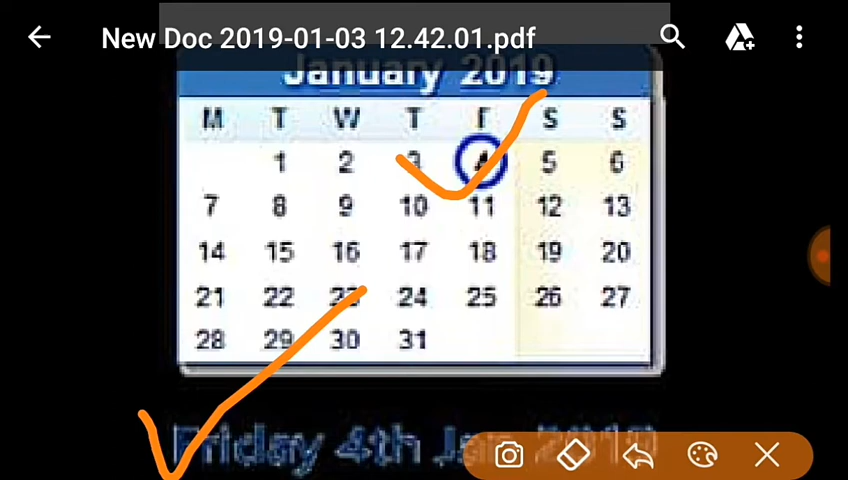 New Doc 2019-01-03 12.42.01.pdf
January 2019
M T W T F S S
1 2 3 4 5 6
7 8 9 10 11 12 13
14 15 16 17 18 19 20
21 22 23 24 25 26 27
28 29 30 31
Friday 4th Jan 2019